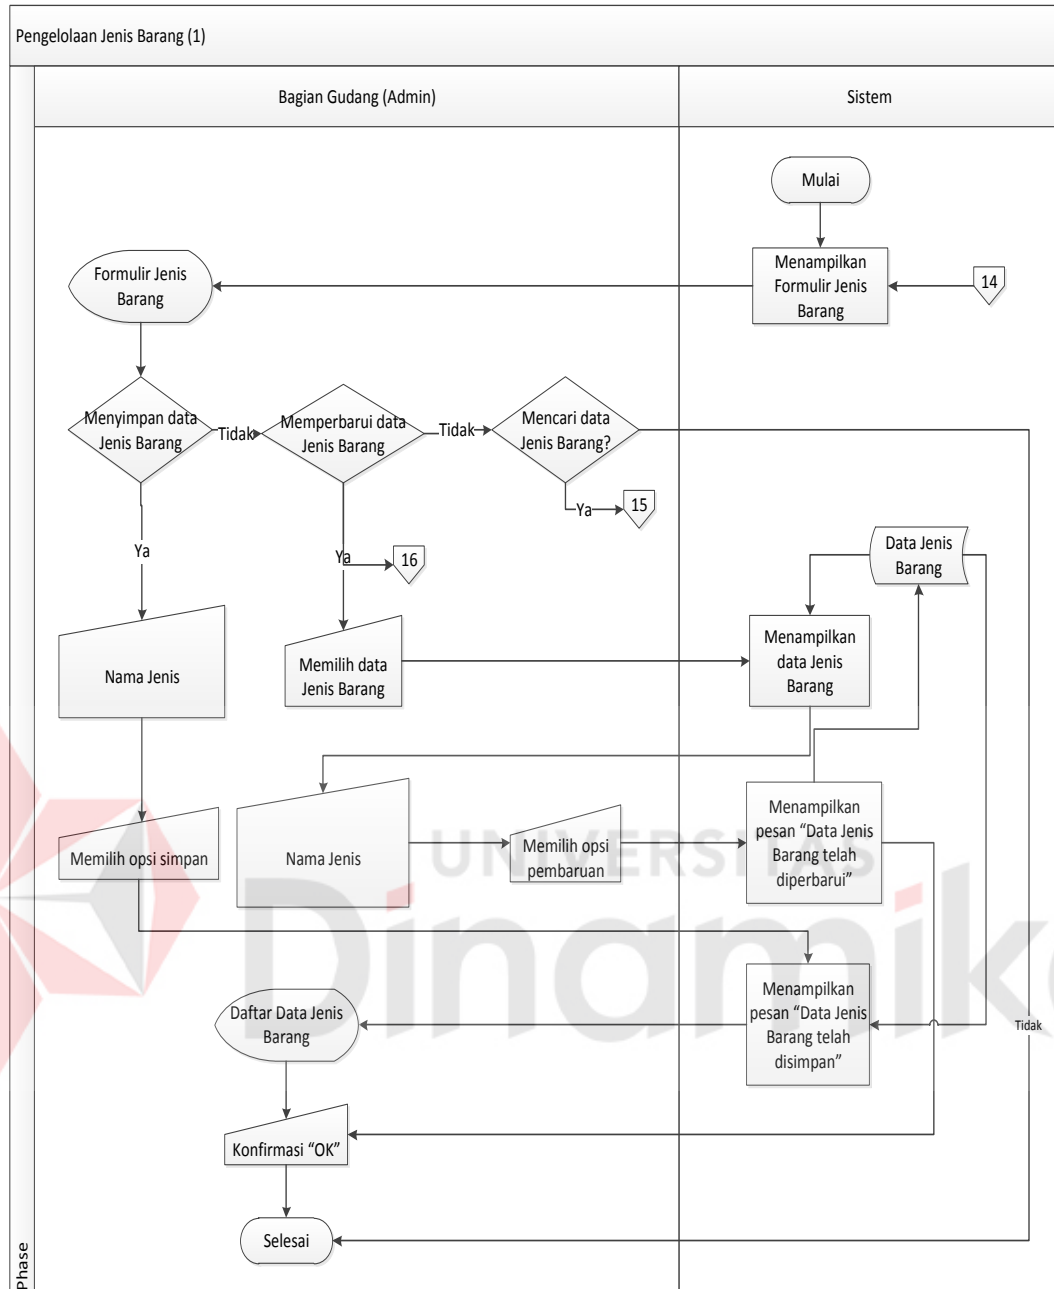 Pengelolaan Jenis Barang (1)
Bagian Gudang (Admin)
Sistem
Mulai
Formulir Jenis
Barang
Menampilkan
Formulir Jenis
Barang
14
Menyimpan data
Jenis Barang
Tidak
Memperbarui data
Jenis Barang
Tidak
Mencari data
Jenis Barang?
Ya
15
Ya
Ya
16
Data Jenis
Barang
Nama Jenis
Memilih data
Jenis Barang
Menampilkan
data Jenis
Barang
Memilih opsi simpan
Nama Jenis
Memilih opsi
pembaruan
Menampilkan
pesan “Data Jenis
Barang telah
diperbarui”
UNIVERSITAS
Dinamika
Daftar Data Jenis
Barang
Menampilkan
pesan “Data Jenis
Barang telah
disimpan”
Tidak
Konfirmasi “OK”
Selesai
Phase